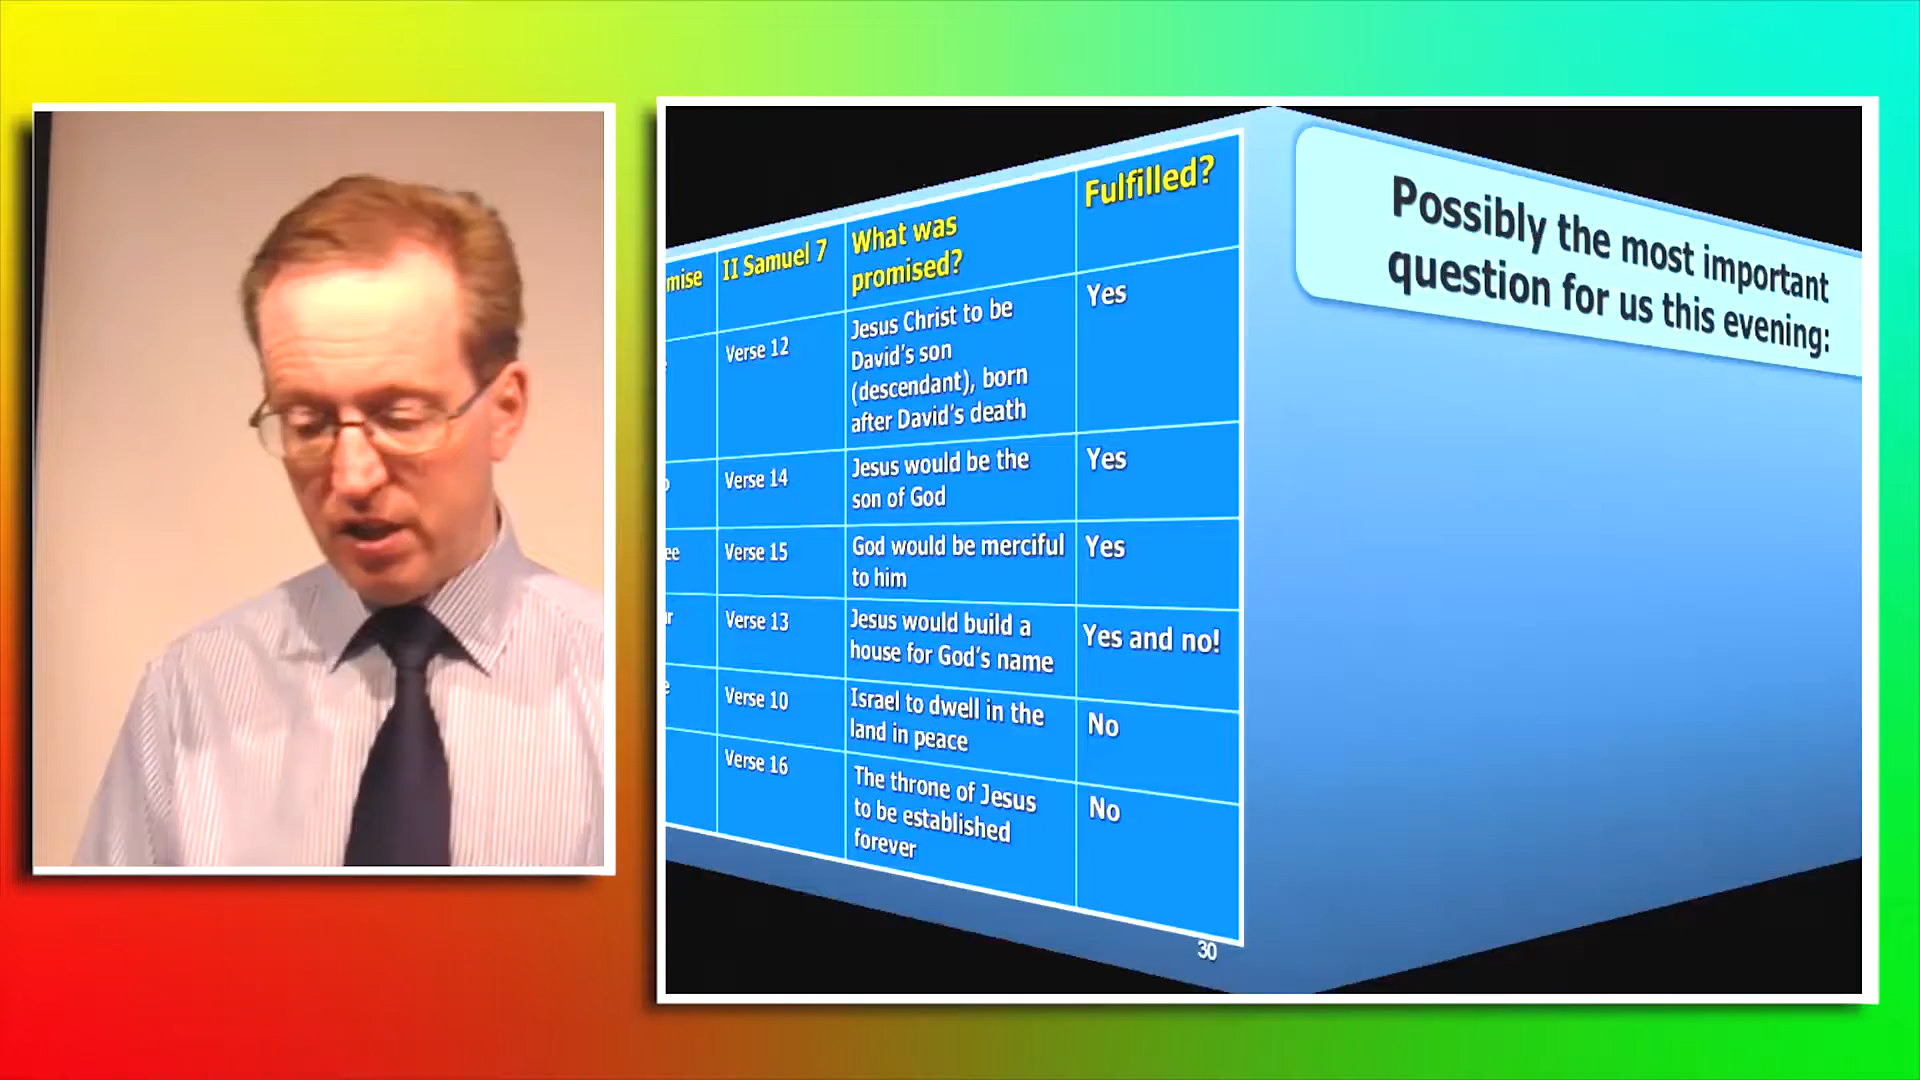 II Samuel 7
What was
promised?
Fulfilled?
Verse 12
Jesus Christ to be
David's son
(descendant), born
after David's death
Yes
Verse 14
Jesus would be the
son of God
Yes
Verse 15
God would be merciful
to him
Yes
Verse 13
Jesus would build a
house for God's name
Yes and no!
Verse 10
Israel to dwell in the
land in peace
No
Verse 16
The throne of Jesus
to be established
forever
No
30
Possibly the most important
question for us this evening: